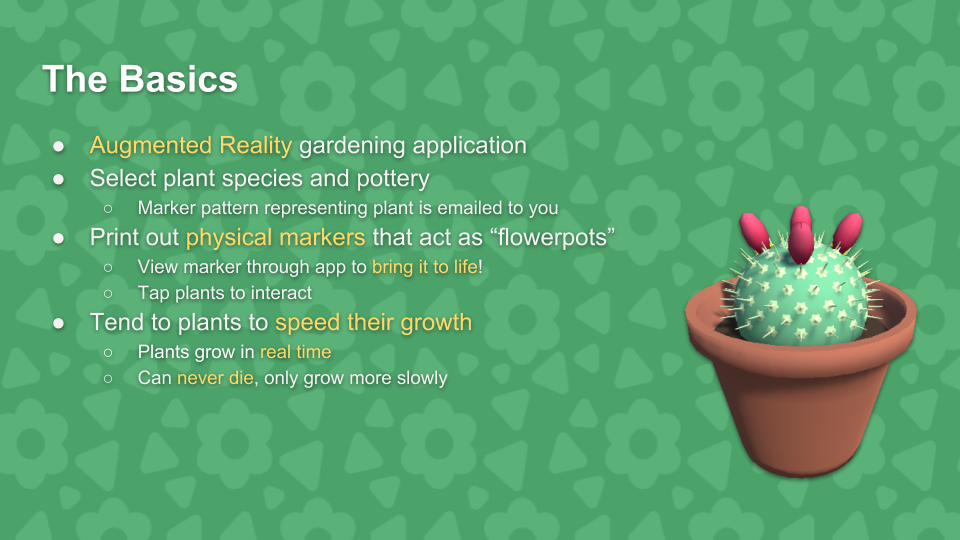 The Basics
● Augmented Reality gardening application
● Select plant species and pottery
○ Marker pattern representing plant is emailed to you
● Print out physical markers that act as “flowerpots”
○ View marker through app to bring it to life!
○ Tap plants to interact
● Tend to plants to speed their growth
○ Plants grow in real time
○ Can never die, only grow more slowly